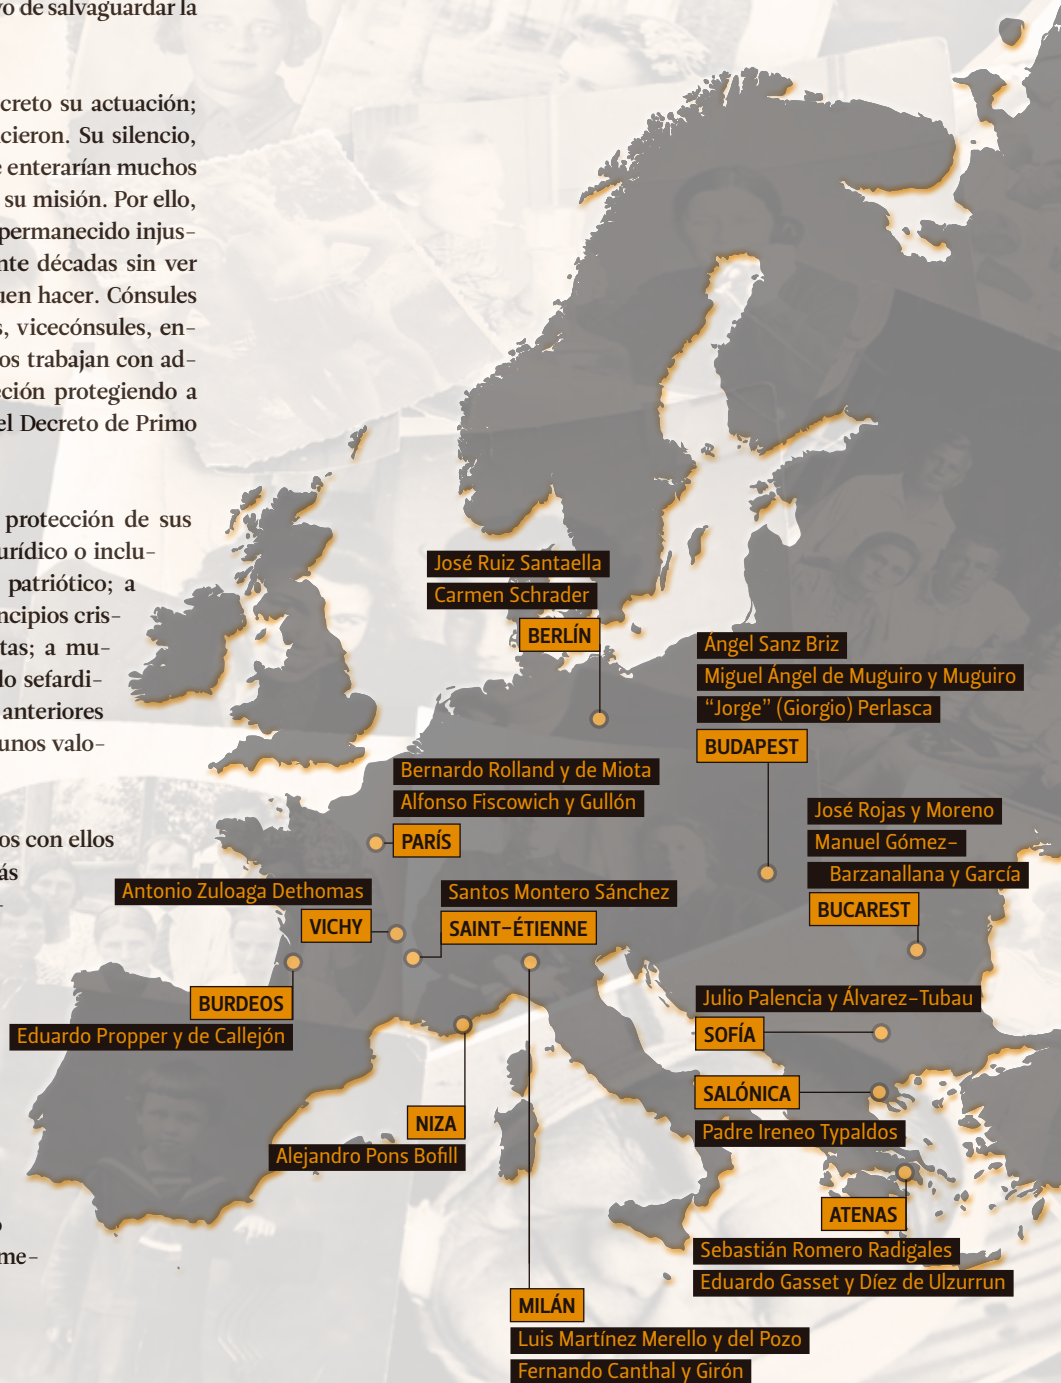 vo de salvaguardar la
creto su actuación;
cieron. Su silencio,
e enterarían muchos
su misión. Por ello,
permanecido injus-
nte décadas sin ver
uen hacer. Cónsules
s, vicecónsules, en-
os trabajan con ad-
eción protegiendo a
el Decreto de Primo
protección de sus
urídico o inclu-
patriótico; a
ncipios cris-
tas; a mu-
lo sefardi-
anteriores
unos valo-
os con ellos
ás
-
o
me-
José Ruiz Santaella
Carmen Schrader
BERLÍN
Ángel Sanz Briz
Miguel Ángel de Muguiro y Muguiro
“Jorge” (Giorgio) Perlasca
BUDAPEST
Bernardo Rolland y de Miota
Alfonso Fiscowich y Gullón
PARÍS
José Rojas y Moreno
Manuel Gómez-
Barzanallana y García
BUCAREST
Antonio Zuloaga Dethomas
VICHY
Santos Montero Sánchez
SAINT-ÉTIENNE
BURDEOS
Eduardo Propper y de Callejón
Julio Palencia y Álvarez-Tubau
SOFÍA
SALÓNICA
Padre Ireneo Typaldos
NIZA
Alejandro Pons Bofill
ATENAS
Sebastián Romero Radigales
Eduardo Gasset y Díez de Ulzurrun
MILÁN
Luis Martínez Merello y del Pozo
Fernando Canthal y Girón